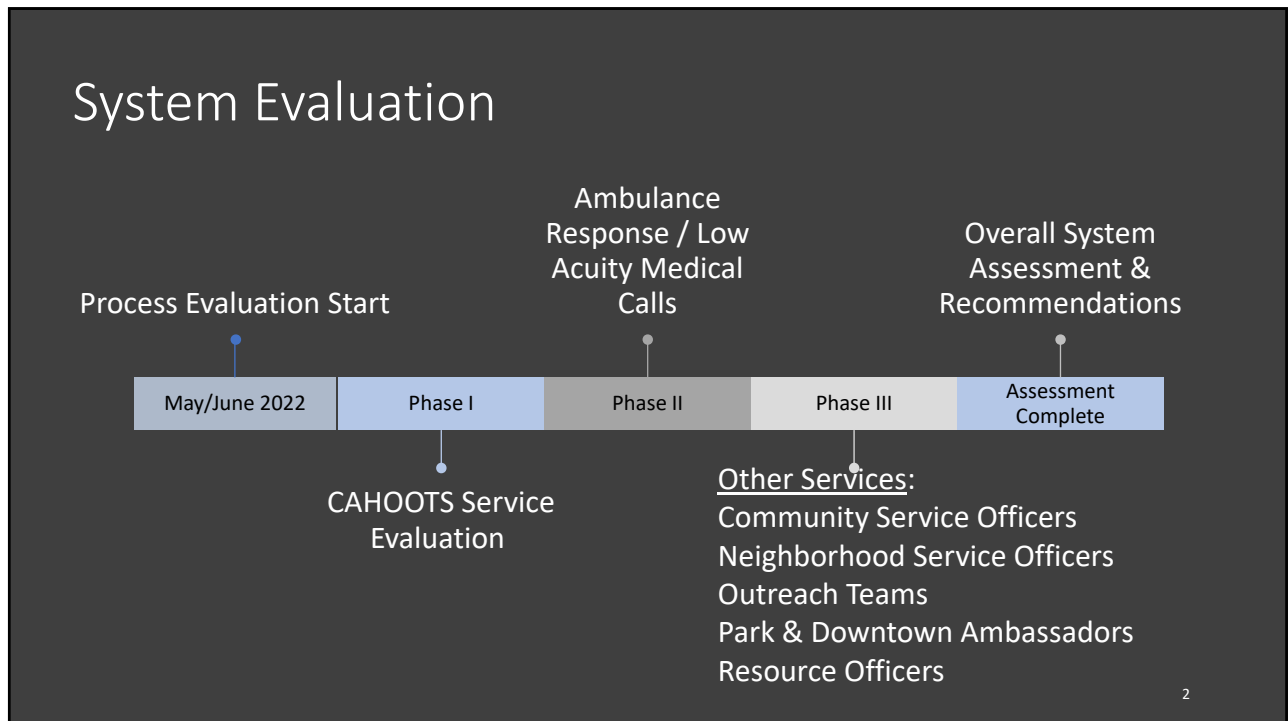 System Evaluation
Process Evaluation Start
Ambulance
Response / Low
Acuity Medical
Calls
Overall System
Assessment &
Recommendations
May/June 2022
Phase I
Phase II
Phase III
Assessment
Complete
CAHOOTS Service
Evaluation
Other Services:
Community Service Officers
Neighborhood Service Officers
Outreach Teams
Park & Downtown Ambassadors
Resource Officers
2